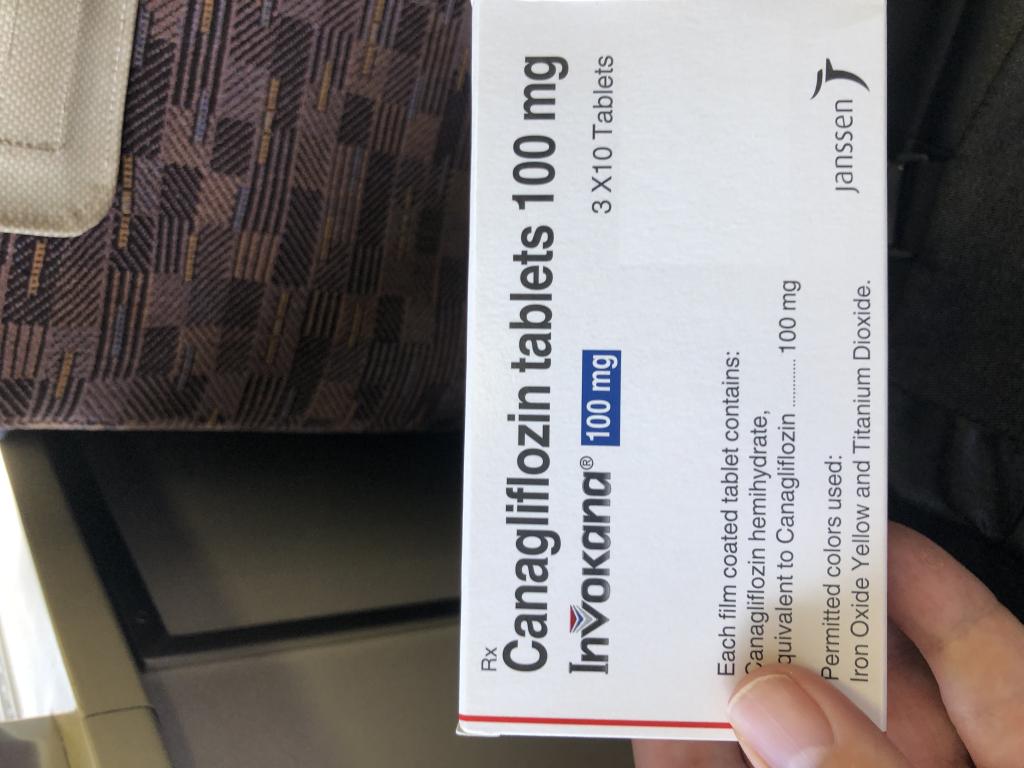 Rx
Canagliflozin tablets 100 mg
Invokana® 100 mg
3 X10 Tablets
Each film coated tablet contains:
Canagliflozin hemihydrate,
quivalent to Canagliflozin ............ 100 mg
Permitted colors used:
Iron Oxide Yellow and Titanium Dioxide.
janssen